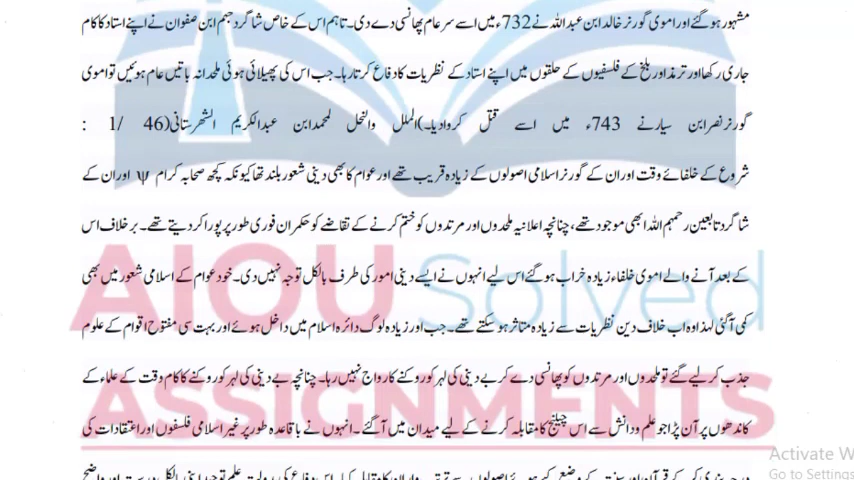 مشہور ہو گئے اور اموی گورنر خالد ابن عبداللہ نے 732ء میں اسے سر عام پھانسی دے دی۔ تاہم اس کے خاص شاگرد جہم ابن صفوان نے اپنے استاد کا کام
جاری رکھا اور ترمذ اور بلخ کے فلسفیوں کے حلقوں میں اپنے استاد کے نظریات کا دفاع کرتا رہا۔ جب اس کی پھیلائی ہوئی ملحدانہ باتیں عام ہوئیں تو اموی
گورنر نصر ابن سیار نے 743ء میں اسے قتل کروا دیا۔)الملل والنحل لمحمد ابن عبدالکریم الشھرستانی(46 /1 :
شروع کے خلفائے وقت اور ان کے گورنر اسلامی اصولوں کے زیادہ قریب تھے اور عوام کا بھی دینی شعور بلند تھا کیونکہ کچھ صحابہ کرام ψ اور ان کے
شاگرد تابعین رحمہم اللہ ابھی موجود تھے، چنانچہ اعلانیہ ملحدوں اور مرتدوں کو ختم کرنے کے تقاضے کو حکمران فوری طور پر پورا کر دیتے تھے۔ برخلاف اس
کے بعد آنے والے اموی خلفاء زیادہ خراب ہو گئے اس لیے انہوں نے ایسے دینی امور کی طرف بالکل توجہ نہیں دی۔ خود عوام کے اسلامی شعور میں بھی
کمی آگئی لہذا وہ اب خلاف دین نظریات سے زیادہ متاثر ہو سکتے تھے۔ جب اور زیادہ لوگ دائرہ اسلام میں داخل ہوئے اور بہت سی مفتوح اقوام کے علوم
جذب کر لیے گئے تو ملحدوں اور مرتدوں کو پھانسی دے کر بے دینی کی لہر کو روکنے کا رواج نہیں رہا۔ چنانچہ بے دینی کی لہر کو روکنے کا کام وقت کے علماء کے
کاندھوں پر آن پڑا جو علم و دانش سے اس چیلنج کا مقابلہ کرنے کے لیے میدان میں آگئے۔ انہوں نے باقاعدہ طور پر غیر اسلامی فلسفوں اور اعتقادات کی
AIOU Solved
ASSIGNMENTS
Activate W
Go to Settings